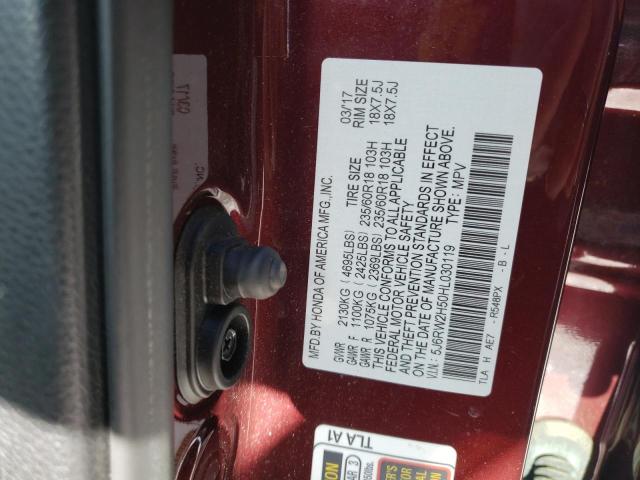 MFD.BY HONDA OF AMERICA MFG.,INC. 03/17
GVWR 2130KG (4695LBS) TIRE SIZE RIM SIZE
GAWR F 1100KG (2425LBS) 235/60R18 103H 18X7.5J
GAWR R 1075KG (2369LBS) 235/60R18 103H 18X7.5J
THIS VEHICLE CONFORMS TO ALL APPLICABLE
FEDERAL MOTOR VEHICLE SAFETY
AND THEFT PREVENTION STANDARDS IN EFFECT
ON THE DATE OF MANUFACTURE SHOWN ABOVE.
V.I.N.: 5J6RW2H50HL030119 TYPE: MPV
TLA H AE7 - R548PX - B - L
TLA A1